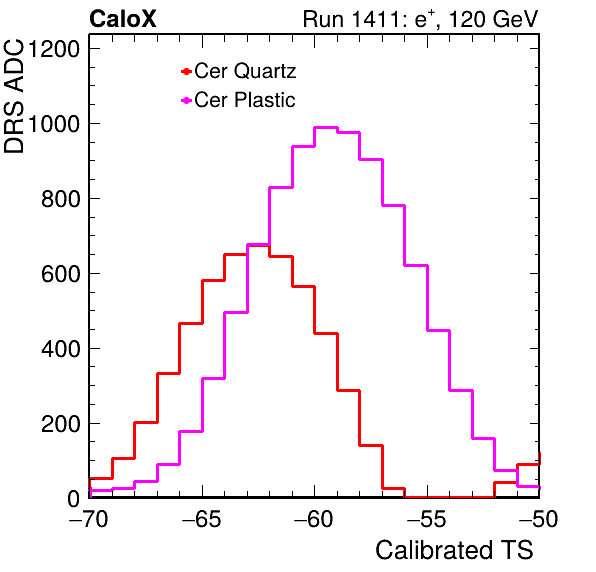 CaloX
Run 1411: e⁺, 120 GeV
DRS ADC
Cer Quartz
Cer Plastic
1200
1000
800
600
400
200
0
−70 −65 −60 −55 −50
Calibrated TS